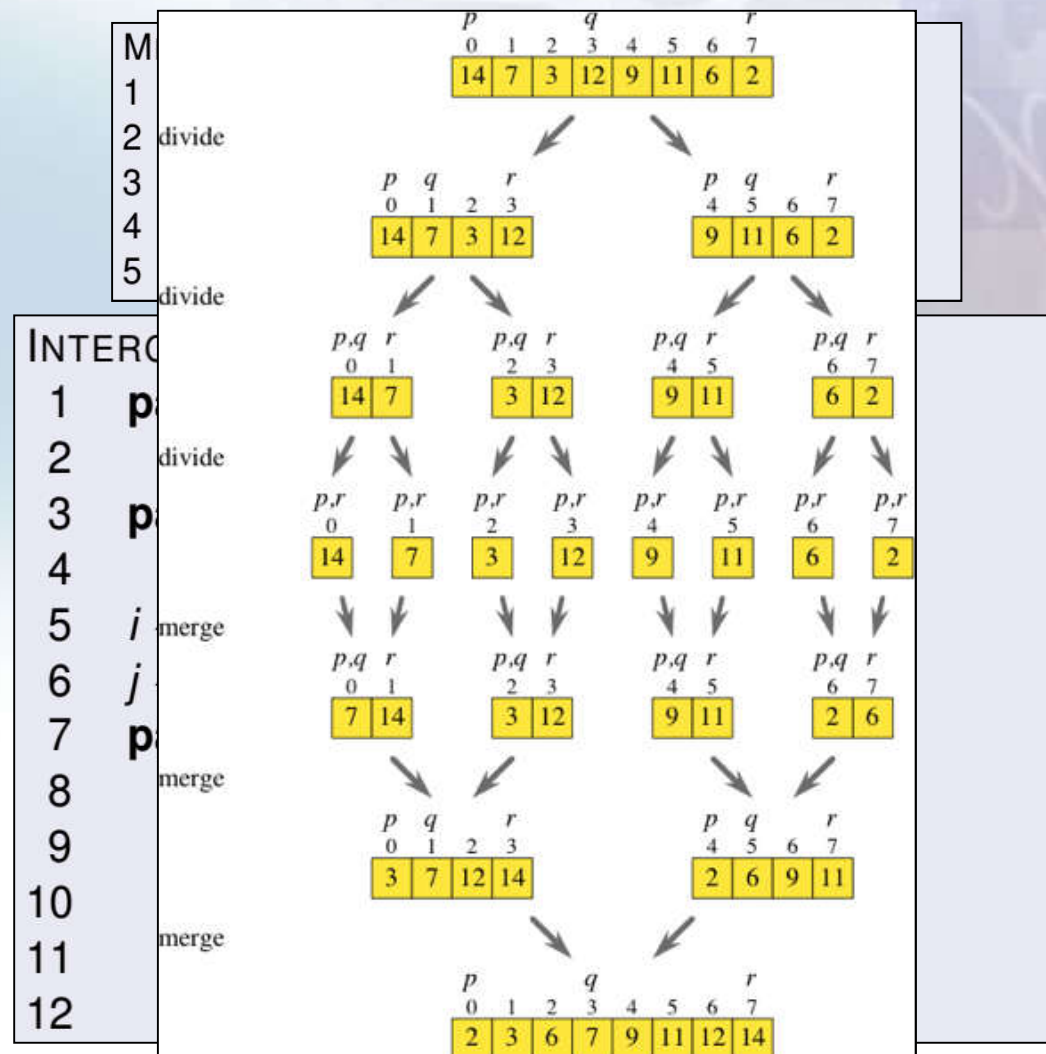 M
1
2
3
4
5
INTERC
1 pa
2
3 pa
4
5 i
6 j
7 pa
8
9
10
11
12
p q r
0 1 2 3 4 5 6 7
14 7 3 12 9 11 6 2
divide
p q r p q r
0 1 2 3 4 5 6 7
14 7 3 12 9 11 6 2
divide
p,q r p,q r p,q r p,q r
0 1 2 3 4 5 6 7
14 7 3 12 9 11 6 2
divide
p,r p,r p,r p,r p,r p,r p,r p,r
0 1 2 3 4 5 6 7
14 7 3 12 9 11 6 2
merge
p,q r p,q r p,q r p,q r
0 1 2 3 4 5 6 7
7 14 3 12 9 11 2 6
merge
p q r p q r
0 1 2 3 4 5 6 7
3 7 12 14 2 6 9 11
merge
p q r
0 1 2 3 4 5 6 7
2 3 6 7 9 11 12 14